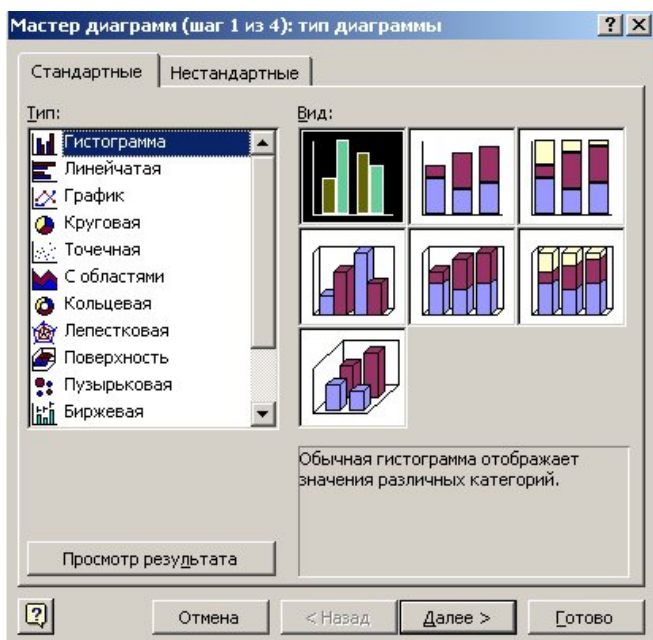 Мастер диаграмм (шаг 1 из 4): тип диаграммы
Стандартные
Нестандартные
Тип:
Гистограмма
Линейчатая
График
Круговая
Точечная
С областями
Кольцевая
Лепестковая
Поверхность
Пузырьковая
Биржевая
Вид:
Обычная гистограмма отображает
значения различных категорий.
Просмотр результата
Отмена
< Назад
Далее >
Готово